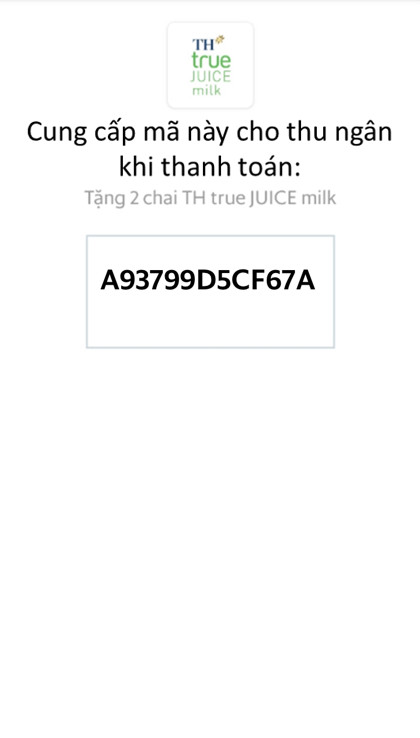 TH
true
JUICE
milk
Cung cấp mã này cho thu ngân
khi thanh toán:
Tặng 2 chai TH true JUICE milk
A93799D5CF67A